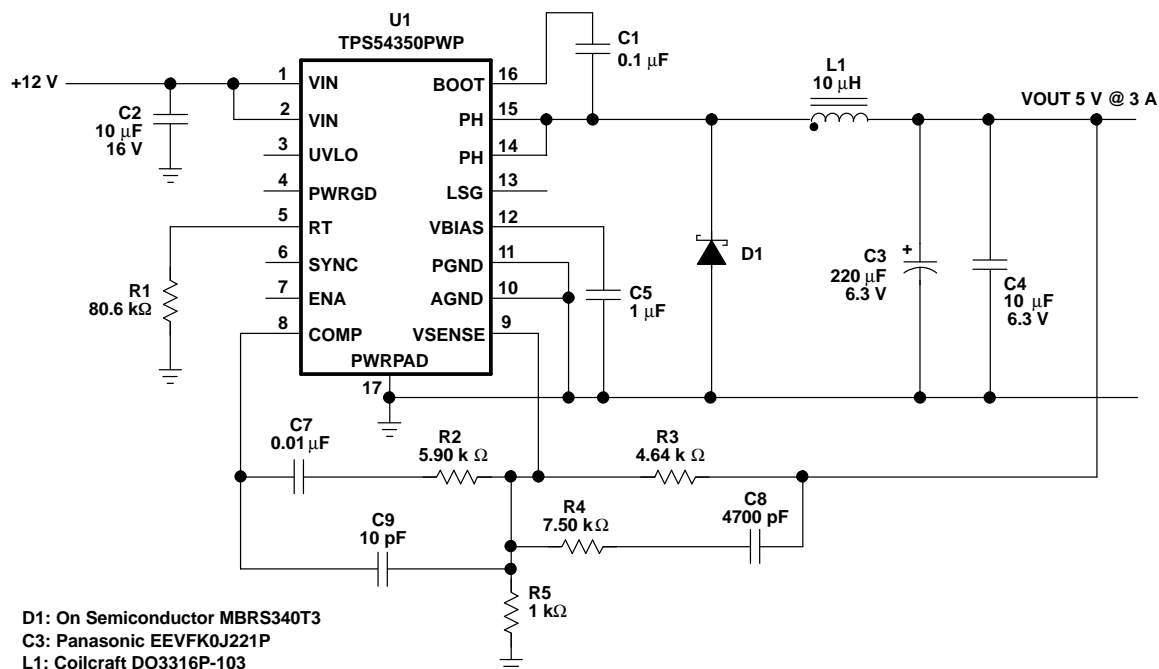 U1
TPS54350PWP
+12 V
C2
10 μF
16 V
1
VIN
2
VIN
3
UVLO
4
PWRGD
5
RT
6
SYNC
7
ENA
8
COMP
16
BOOT
15
PH
14
PH
13
LSG
12
VBIAS
11
PGND
10
AGND
9
VSENSE
PWRPAD
17
R1
80.6 kΩ
C1
0.1 μF
L1
10 μH
VOUT 5 V @ 3 A
D1
C5
1 μF
C3
220 μF
6.3 V
+
C4
10 μF
6.3 V
C7
0.01 μF
R2
5.90 k Ω
R3
4.64 k Ω
C9
10 pF
R4
7.50 kΩ
C8
4700 pF
R5
1 kΩ
D1: On Semiconductor MBRS340T3
C3: Panasonic EEVFK0J221P
L1: Coilcraft DO3316P-103